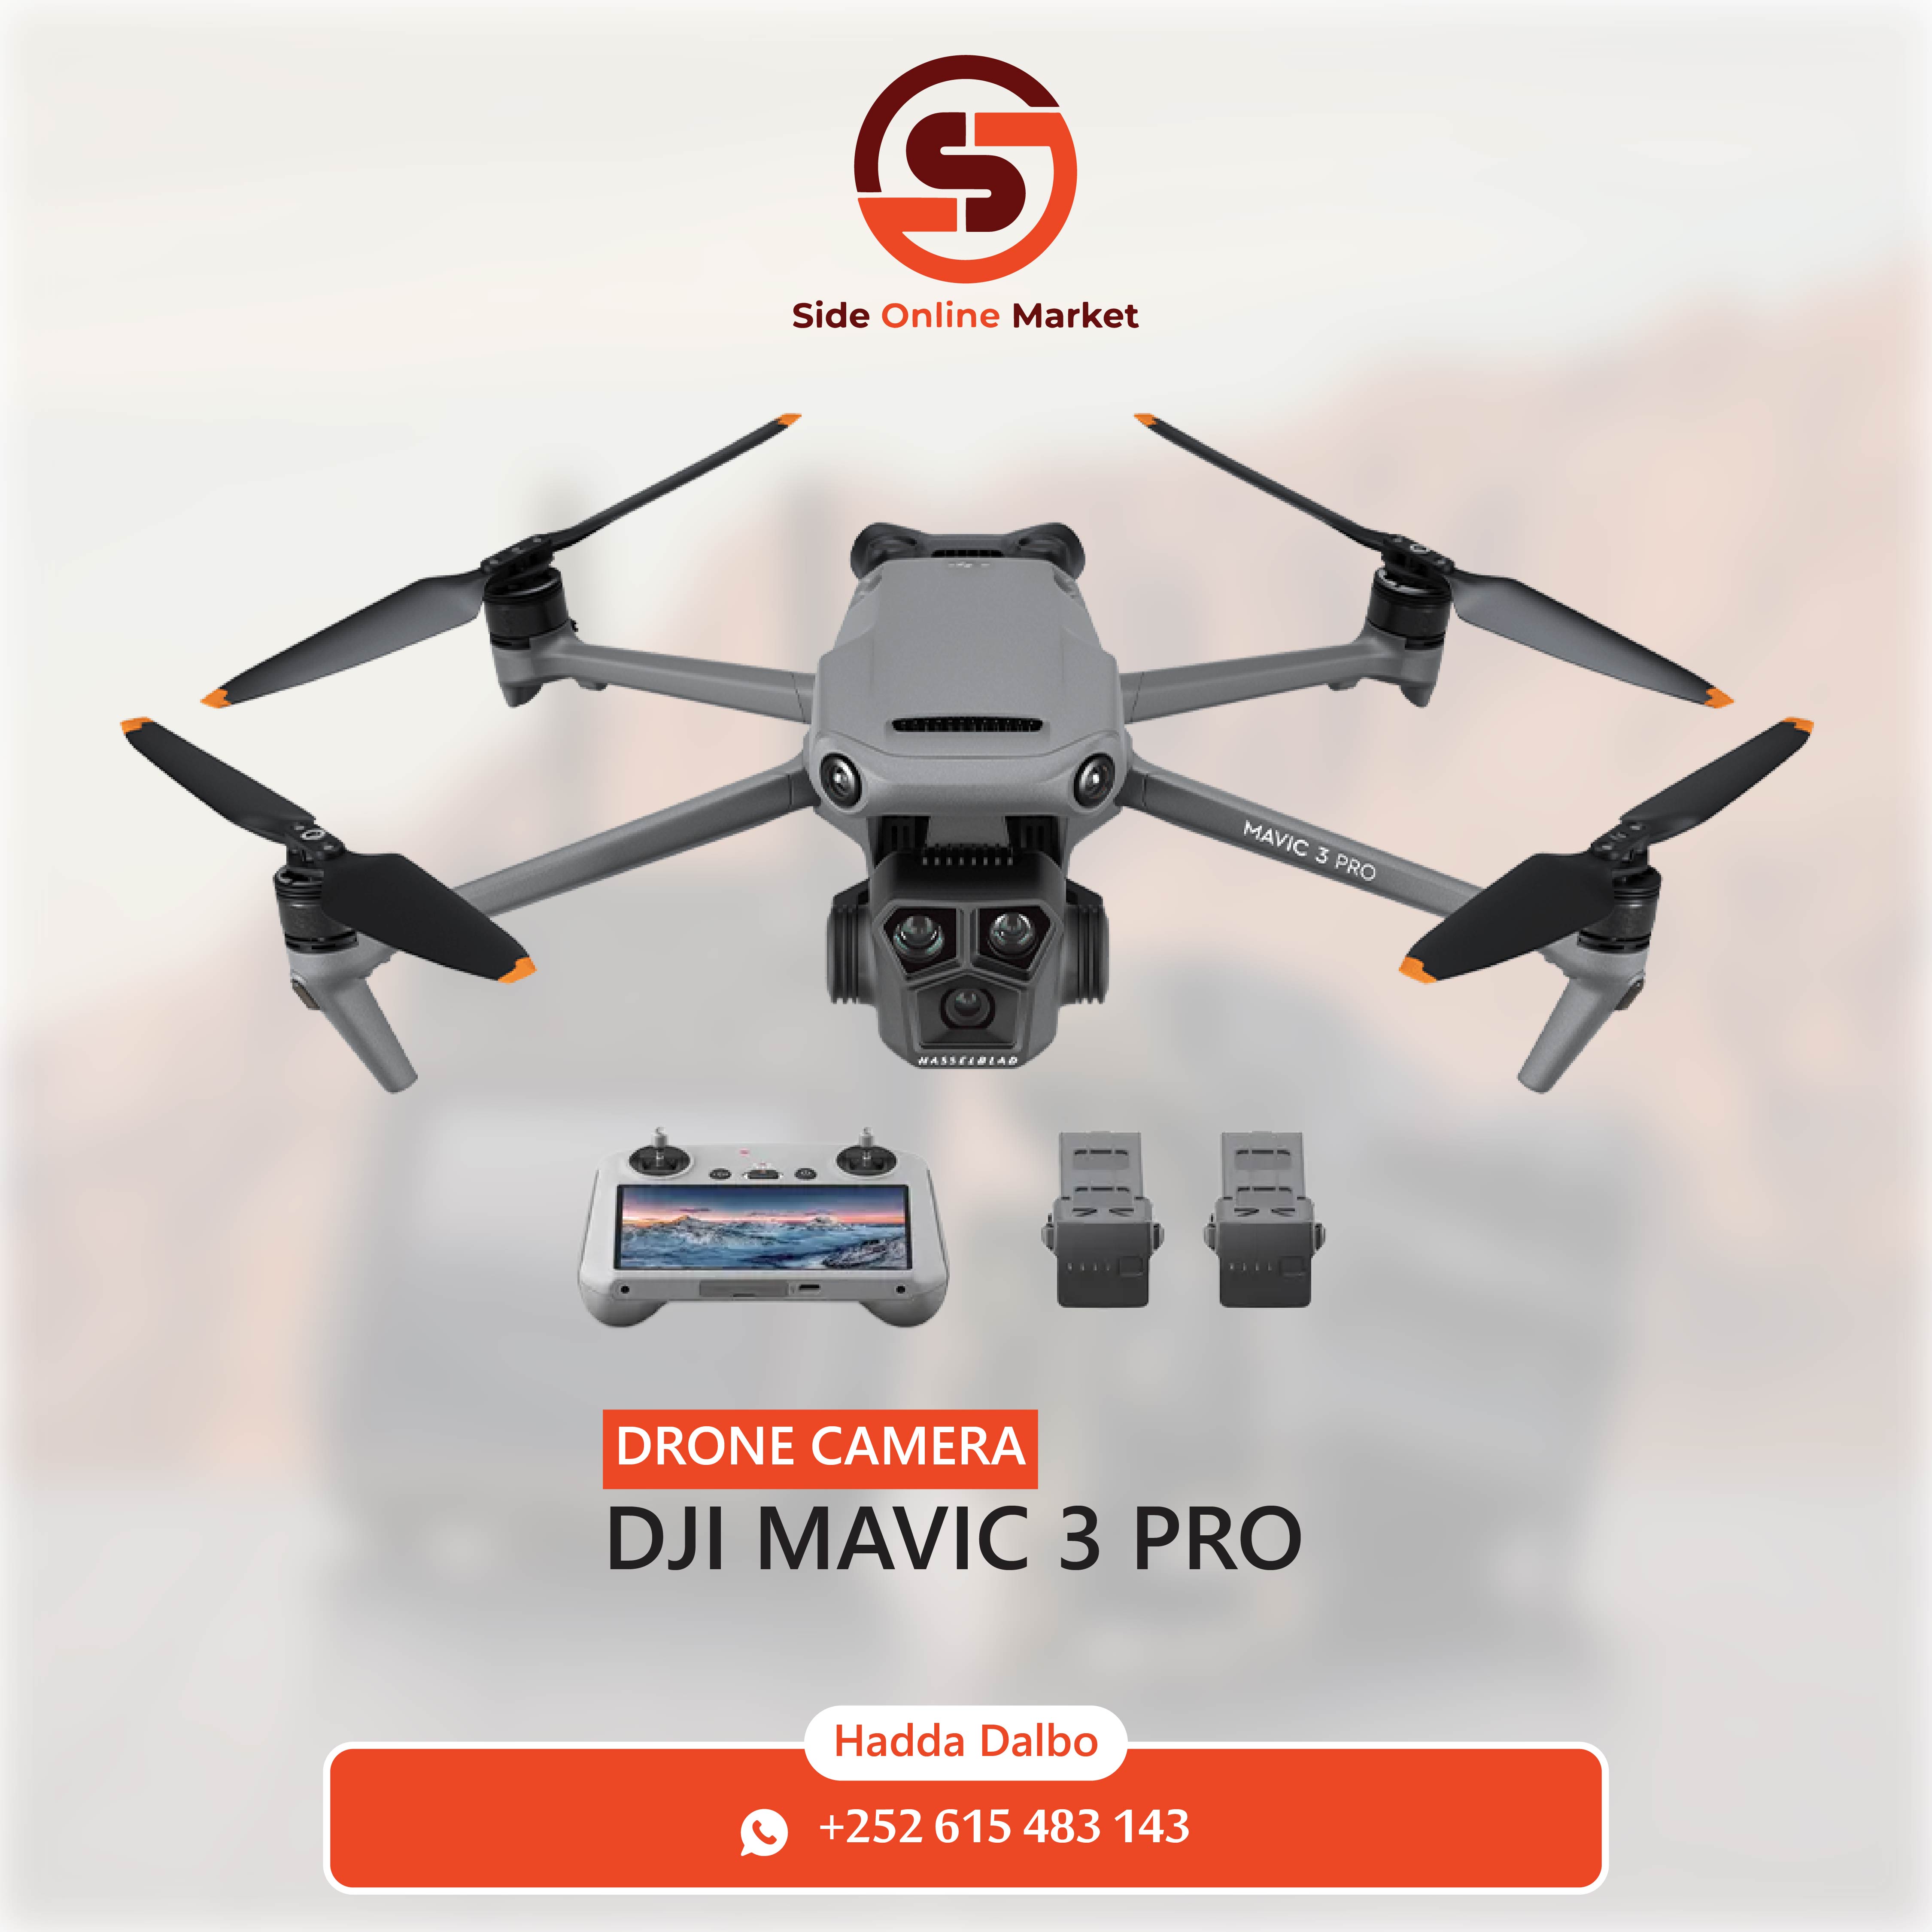 Side Online Market
MAVIC 3 PRO
HASSELBLAD
DRONE CAMERA
DJI MAVIC 3 PRO
Hadda Dalbo
+252 615 483 143